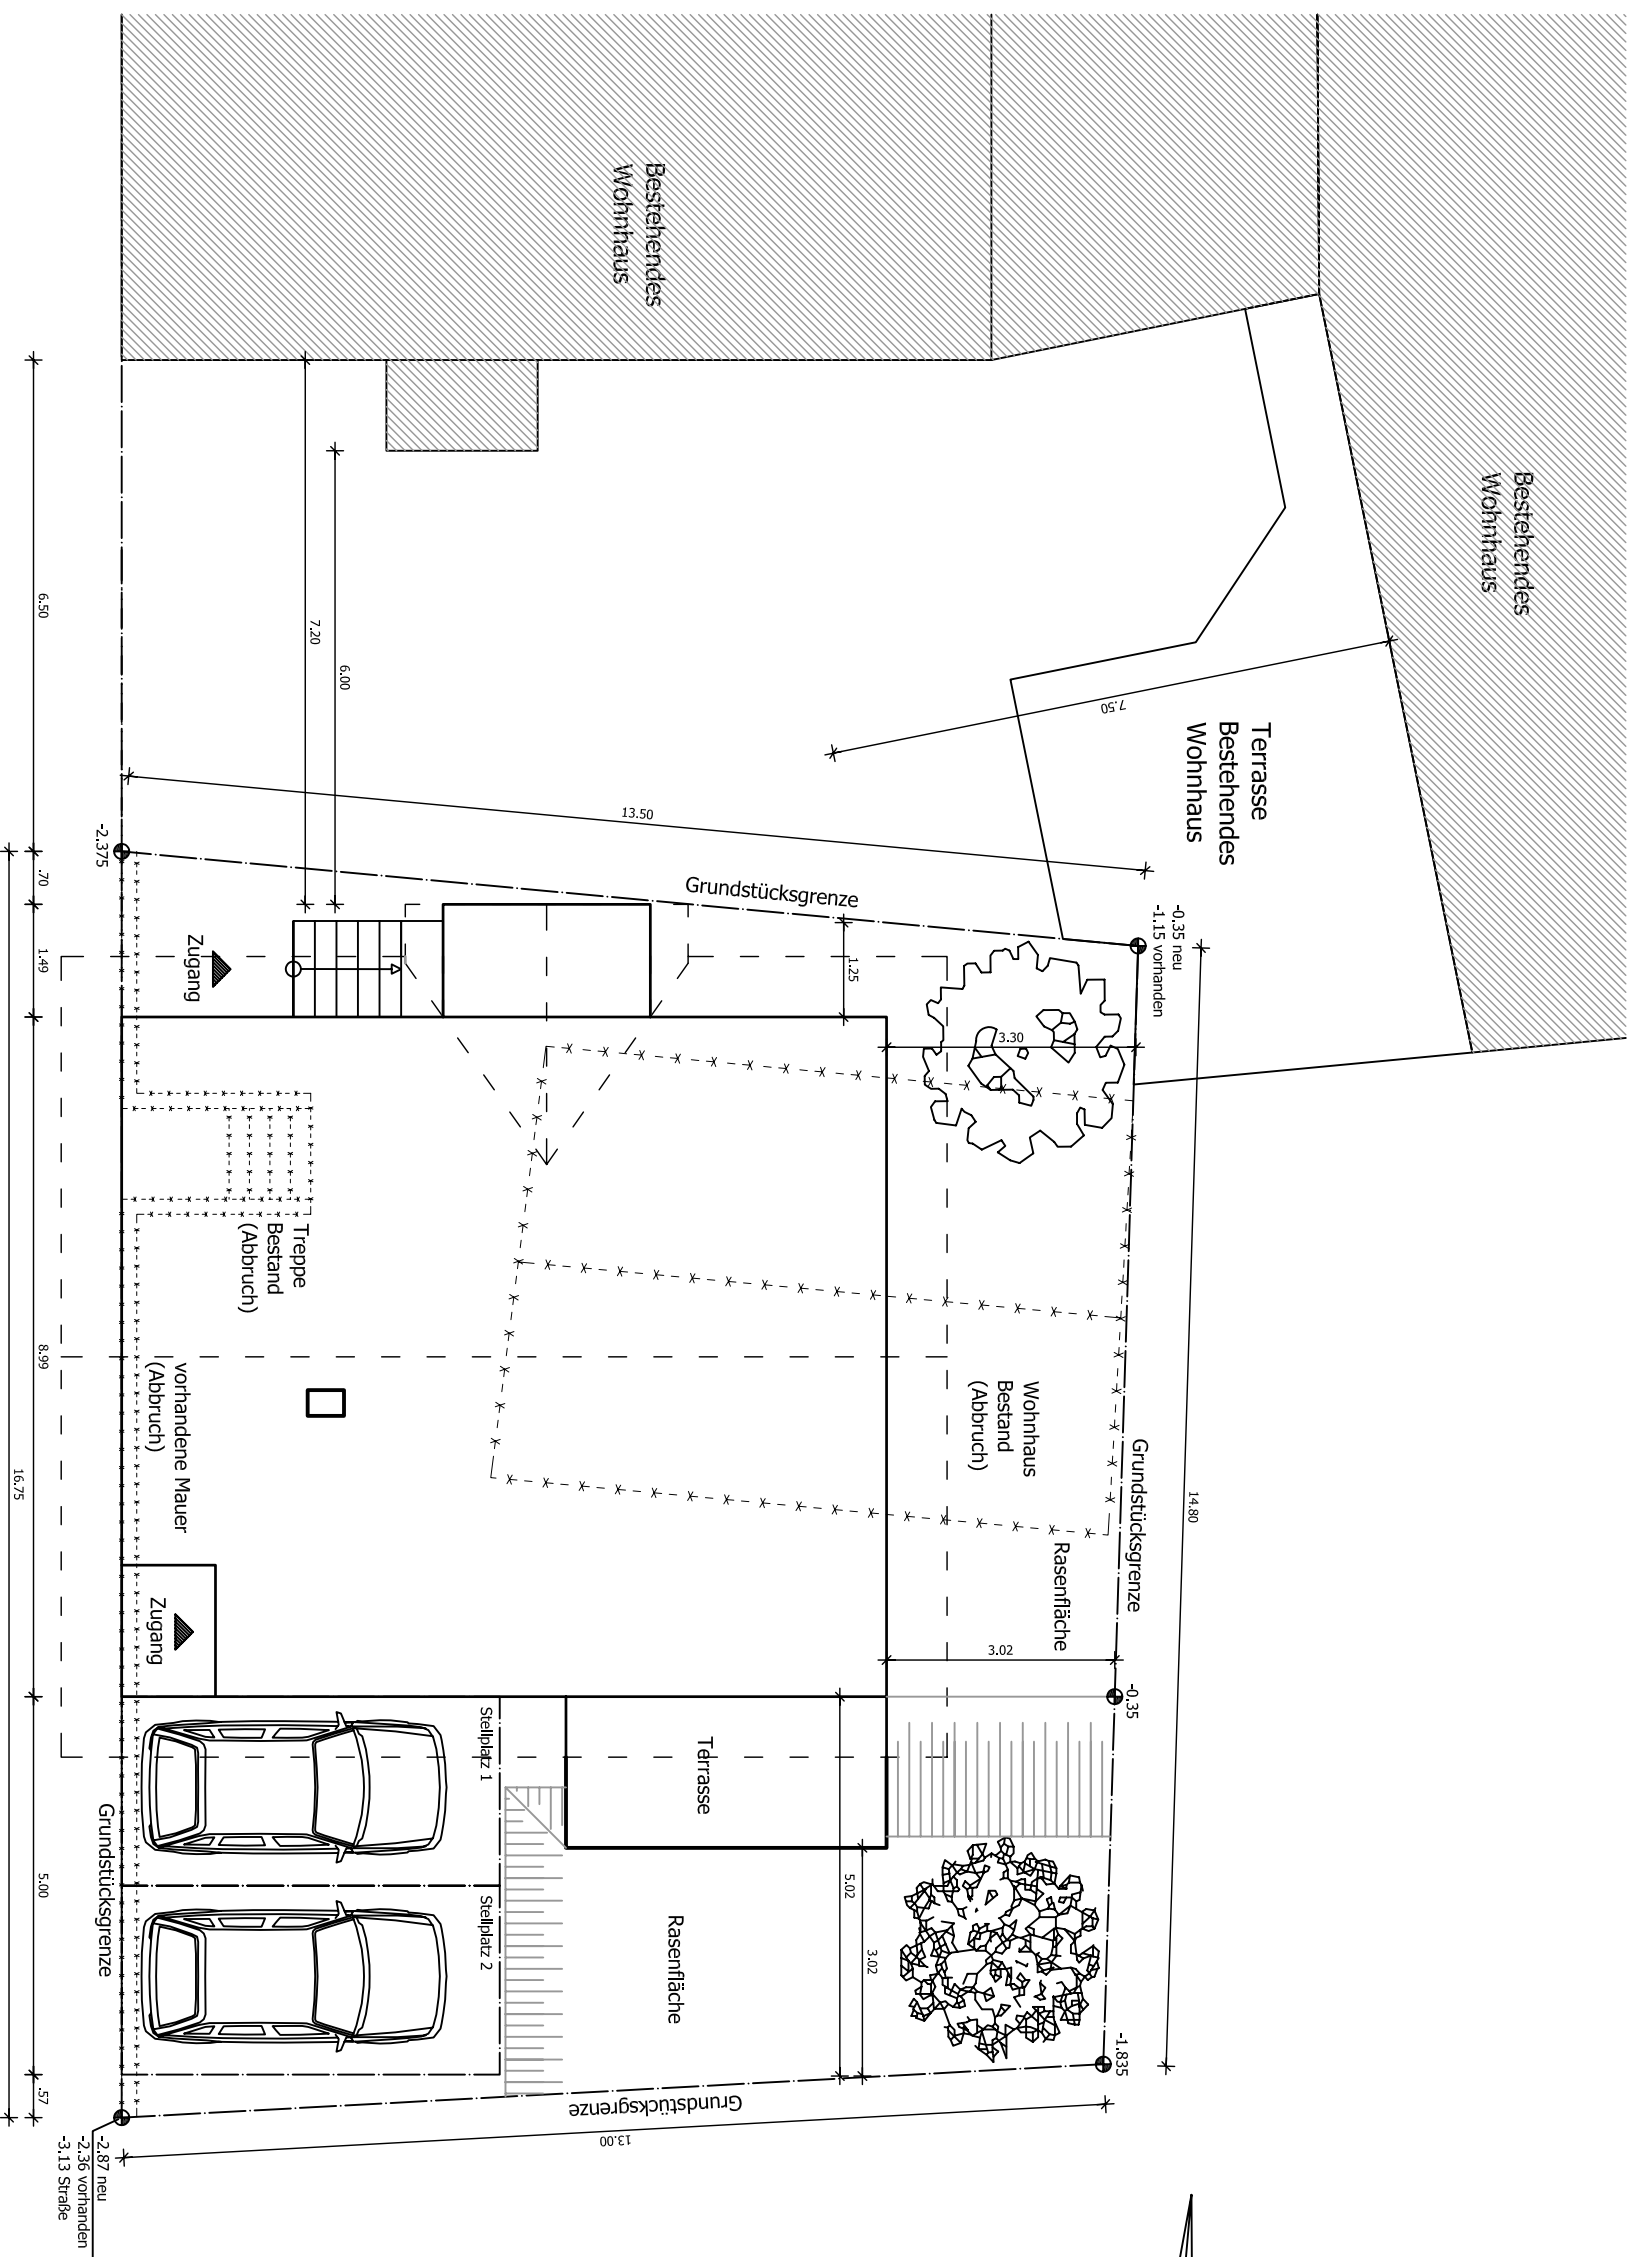 Bestehendes
Wohnhaus
Bestehendes
Wohnhaus
Terrasse
Bestehendes
Wohnhaus
6.50
7.20
6.00
7.50
13.50
-2.375
.70
1.49
Grundstücksgrenze
-0.35 neu
-1.15 vorhanden
Zugang
1.25
3.30
Treppe
Bestand
(Abbruch)
8.99
16.75
vorhandene Mauer
(Abbruch)
Wohnhaus
Bestand
(Abbruch)
Grundstücksgrenze
14.80
Rasenfläche
Zugang
3.02
-0.35
Stellplatz 1
Terrasse
Grundstücksgrenze
5.00
5.02
3.02
Stellplatz 2
Rasenfläche
-1.835
.57
Grundstücksgrenze
13.00
-2.87 neu
-2.36 vorhanden
-3.13 Straße